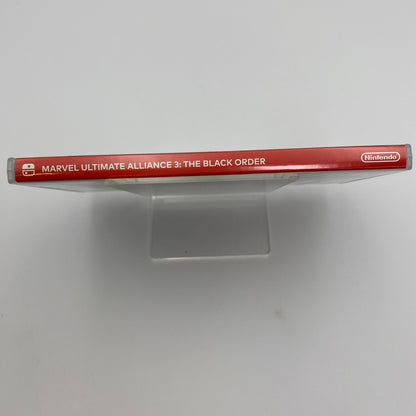 MARVEL ULTIMATE ALLIANCE 3: THE BLACK ORDER
Nintendo